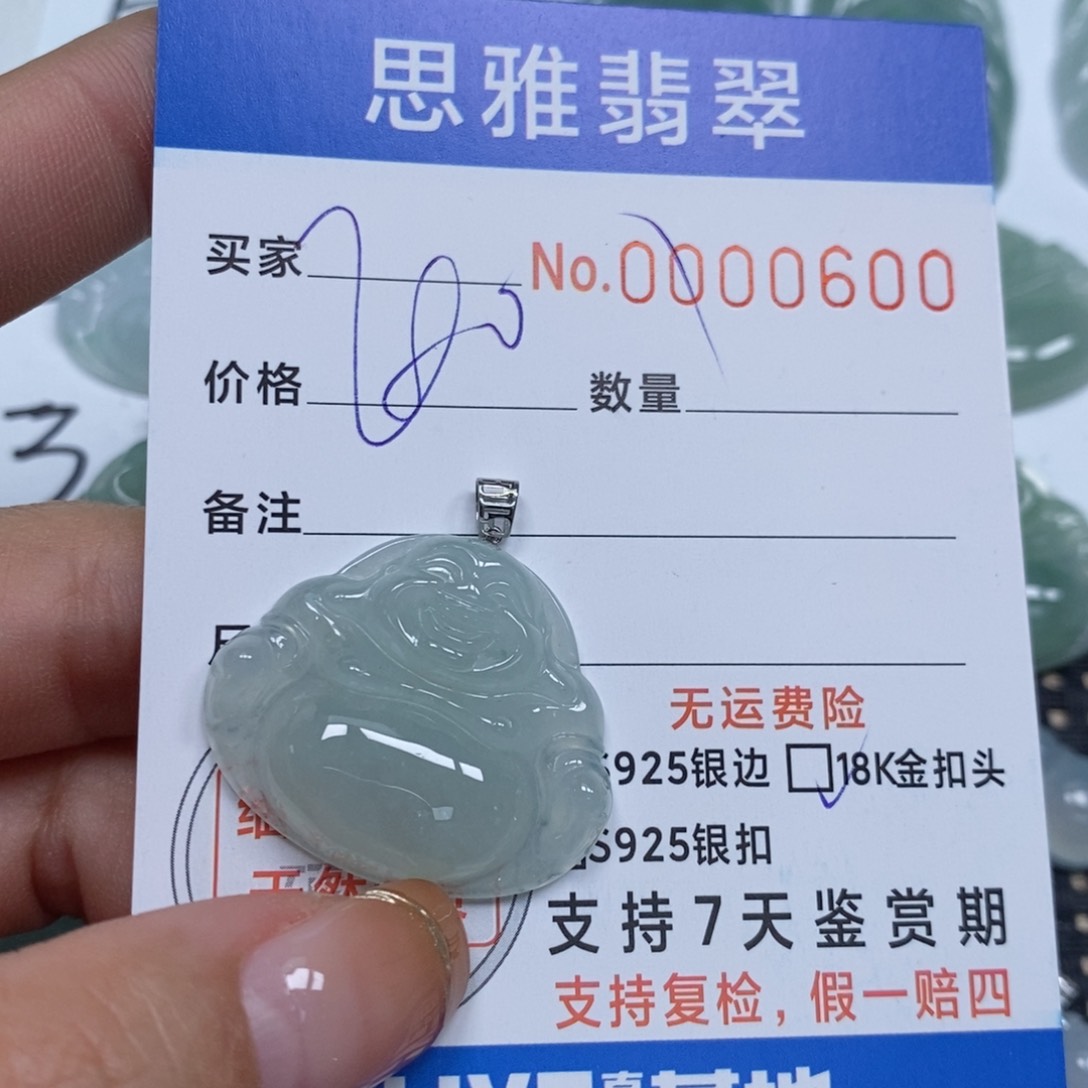 思雅翡翠
买家 No.0000600
价格 数量
备注
无运费险
S925银边 18K金扣头
S925银扣
支持7天鉴赏期
支持复检，假一赔四
3